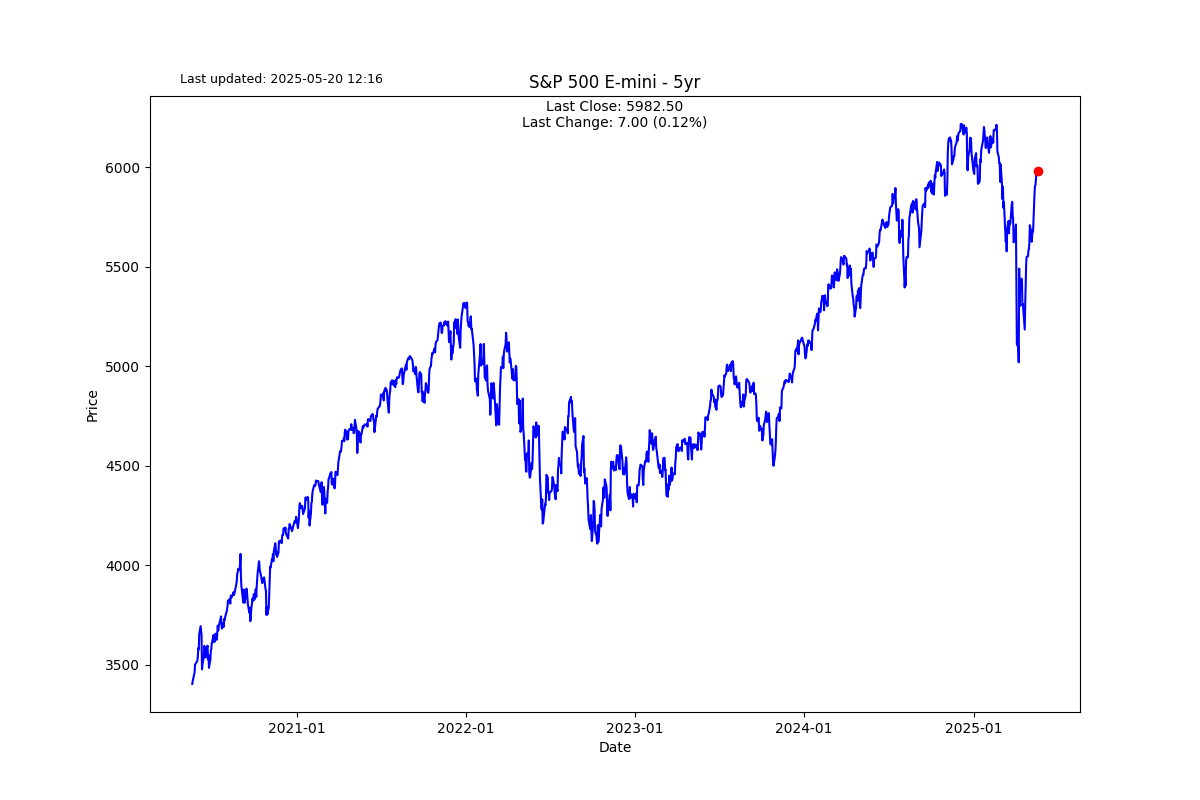 Last updated: 2025-05-20 12:16
S&P 500 E-mini - 5yr
Last Close: 5982.50
Last Change: 7.00 (0.12%)
Price
6000
5500
5000
4500
4000
3500
2021-01
2022-01
2023-01
2024-01
2025-01
Date